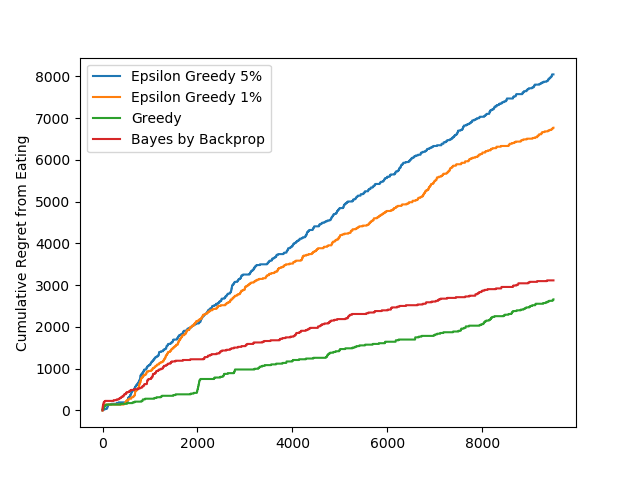 8000
7000
6000
5000
4000
3000
2000
1000
0
Cumulative Regret from Eating
Epsilon Greedy 5%
Epsilon Greedy 1%
Greedy
Bayes by Backprop
0 2000 4000 6000 8000